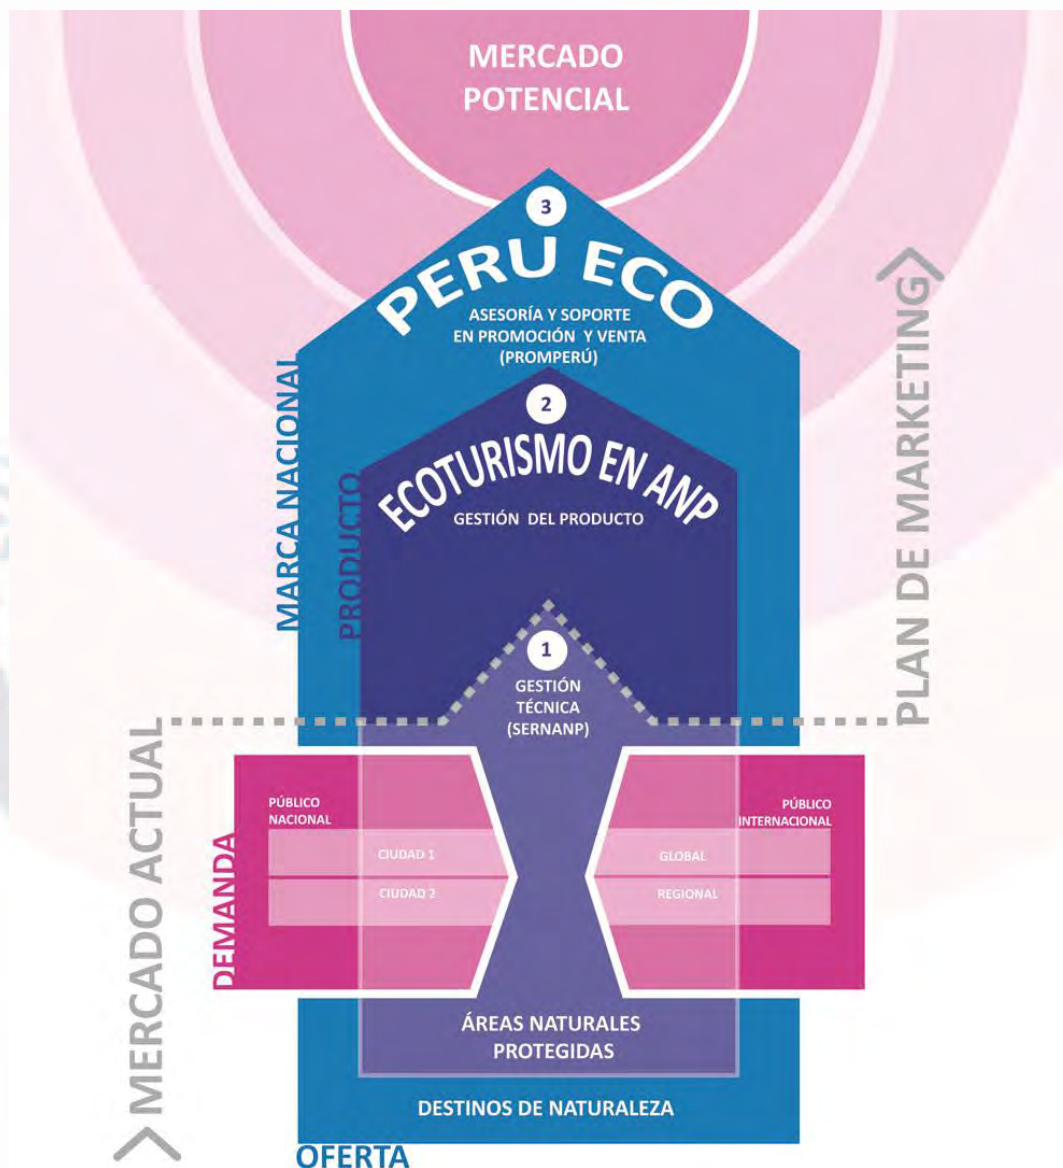 MERCADO
POTENCIAL
3
PERU ECO
ASESORÍA Y SOPORTE
EN PROMOCIÓN Y VENTA
(PROMPERÚ)
MARCA NACIONAL
PLAN DE MARKETING
2
ECOTURISMO EN ANP
GESTIÓN DEL PRODUCTO
PRODUCTO
1
GESTIÓN
TÉCNICA
(SERNANP)
MERCADO ACTUAL
DEMANDA
PÚBLICO
NACIONAL
CIUDAD 1
CIUDAD 2
PÚBLICO
INTERNACIONAL
GLOBAL
REGIONAL
ÁREAS NATURALES
PROTEGIDAS
DESTINOS DE NATURALEZA
OFERTA